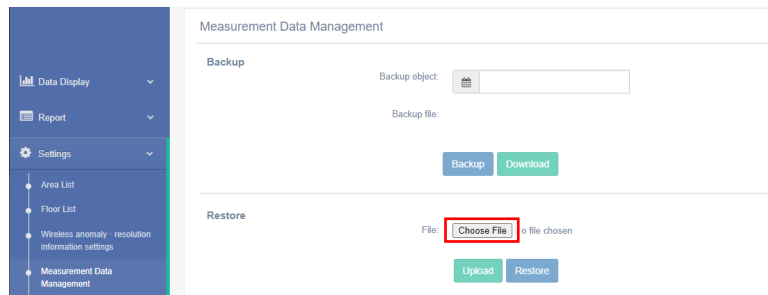 Measurement Data Management
Backup
Backup object:
Data Display
Backup file:
Report
Settings
Backup Download
Area List
Floor List
Restore
File: Choose File o file chosen
Wireless anomaly - resolution
information settings
Measurement Data
Management
Upload Restore